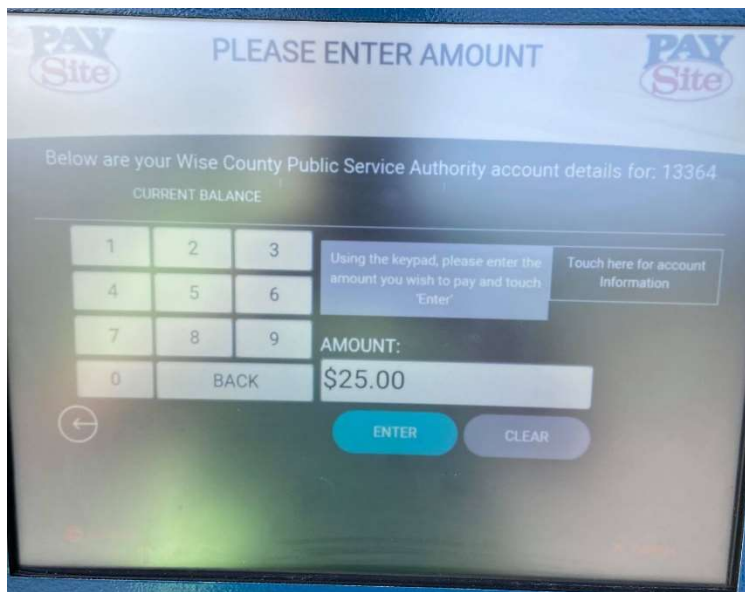 PAY
Site
PLEASE ENTER AMOUNT
PAY
Site
Below are your Wise County Public Service Authority account details for: 13364
CURRENT BALANCE
1 2 3
4 5 6
7 8 9
0 BACK
Using the keypad, please enter the
amount you wish to pay and touch
'Enter'
Touch here for account
Information
AMOUNT:
$25.00
ENTER CLEAR